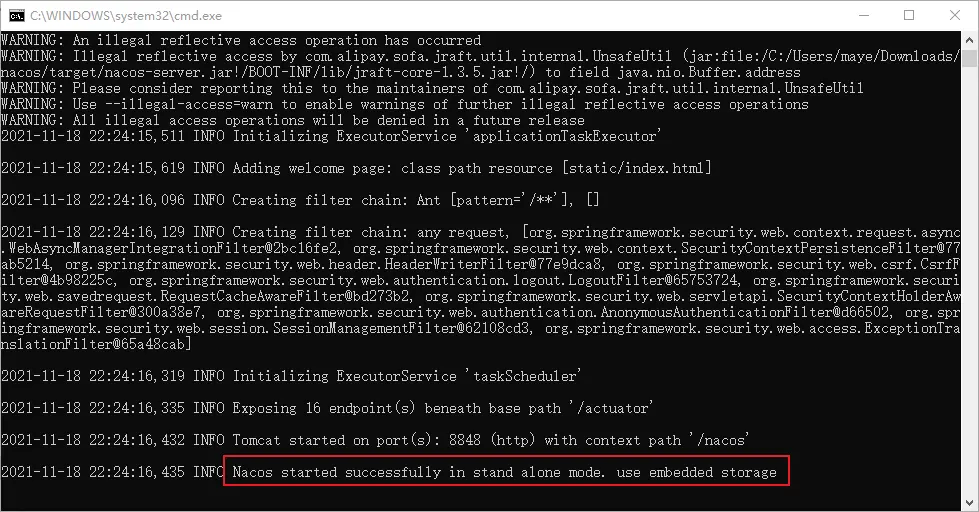 C:\WINDOWS\system32\cmd.exe
WARNING: An illegal reflective access operation has occurred
WARNING: Illegal reflective access by com.alipay.sofa.jraft.util.internal.UnsafeUtil (jar:file:/C:/Users/maye/Downloads/
nacos/target/nacos-server.jar!/BOOT-INF/lib/jraft-core-1.3.5.jar!/) to field java.nio.Buffer.address
WARNING: Please consider reporting this to the maintainers of com.alipay.sofa.jraft.util.internal.UnsafeUtil
WARNING: Use --illegal-access=warn to enable warnings of further illegal reflective access operations
WARNING: All illegal access operations will be denied in a future release
2021-11-18 22:24:15,511 INFO Initializing ExecutorService 'applicationTaskExecutor'
2021-11-18 22:24:15,619 INFO Adding welcome page: class path resource [static/index.html]
2021-11-18 22:24:16,096 INFO Creating filter chain: Ant [pattern='/**'], []
2021-11-18 22:24:16,129 INFO Creating filter chain: any request, [org.springframework.security.web.context.request.async
.WebAsyncManagerIntegrationFilter@2bc16fe2, org.springframework.security.web.context.SecurityContextPersistenceFilter@77
ab5214, org.springframework.security.web.header.HeaderWriterFilter@77e9dca8, org.springframework.security.web.csrf.CsrfF
ilter@4b98225c, org.springframework.security.web.authentication.logout.LogoutFilter@65753724, org.springframework.securi
ty.web.savedrequest.RequestCacheAwareFilter@bd273b2, org.springframework.security.web.servletapi.SecurityContextHolderAw
areRequestFilter@300a38e7, org.springframework.security.web.authentication.AnonymousAuthenticationFilter@d66502, org.spr
ingframework.security.web.session.SessionManagementFilter@62108cd3, org.springframework.security.web.access.ExceptionTra
nslationFilter@65a48cab]
2021-11-18 22:24:16,319 INFO Initializing ExecutorService 'taskScheduler'
2021-11-18 22:24:16,335 INFO Exposing 16 endpoint(s) beneath base path '/actuator'
2021-11-18 22:24:16,432 INFO Tomcat started on port(s): 8848 (http) with context path '/nacos'
2021-11-18 22:24:16,435 INFO Nacos started successfully in stand alone mode. use embedded storage